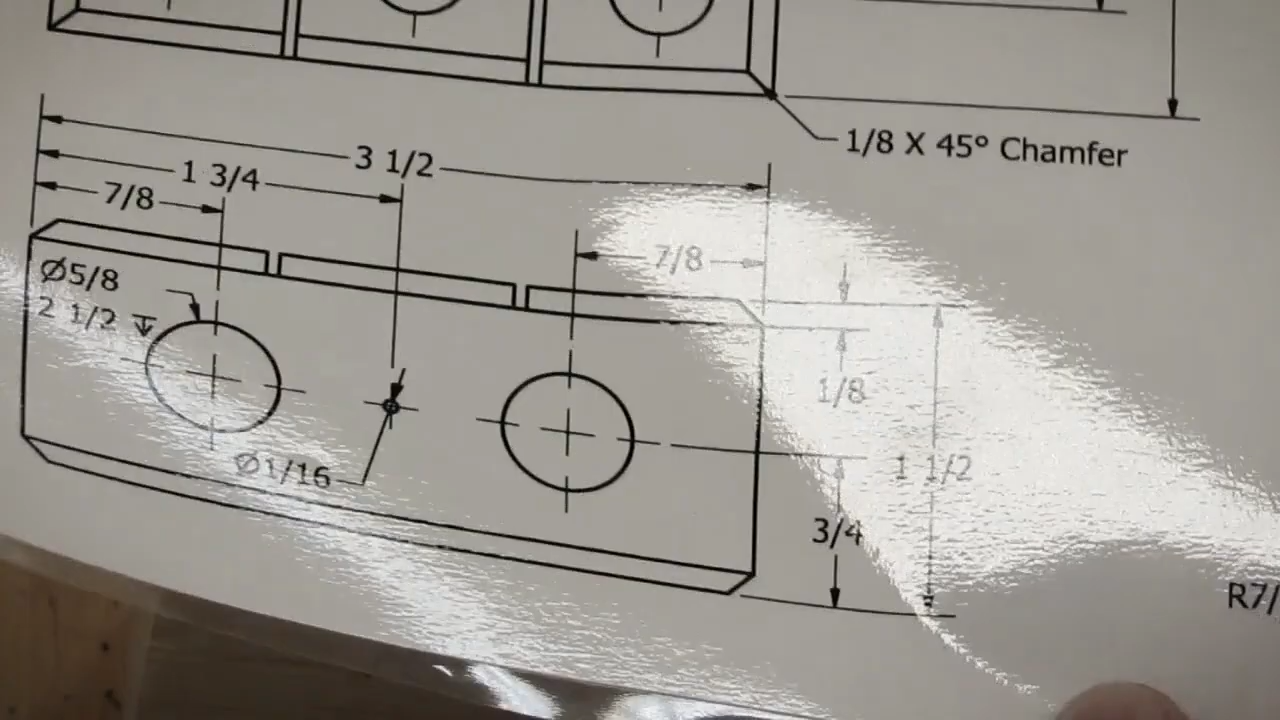 1/8 X 45° Chamfer
3 1/2
1 3/4
7/8
7/8
Ø5/8
2 1/2 ↧
1/8
1 1/2
Ø1/16
3/4
R7/